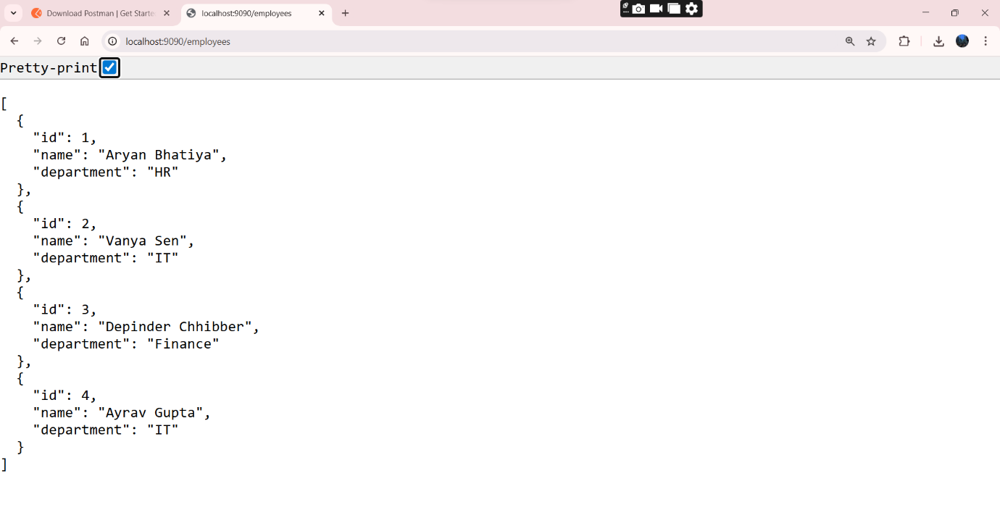 Download Postman | Get Starte
localhost:9090/employees
localhost:9090/employees
Pretty-print
[
  {
    "id": 1,
    "name": "Aryan Bhatiya",
    "department": "HR"
  },
  {
    "id": 2,
    "name": "Vanya Sen",
    "department": "IT"
  },
  {
    "id": 3,
    "name": "Depinder Chhibber",
    "department": "Finance"
  },
  {
    "id": 4,
    "name": "Ayrav Gupta",
    "department": "IT"
  }
]